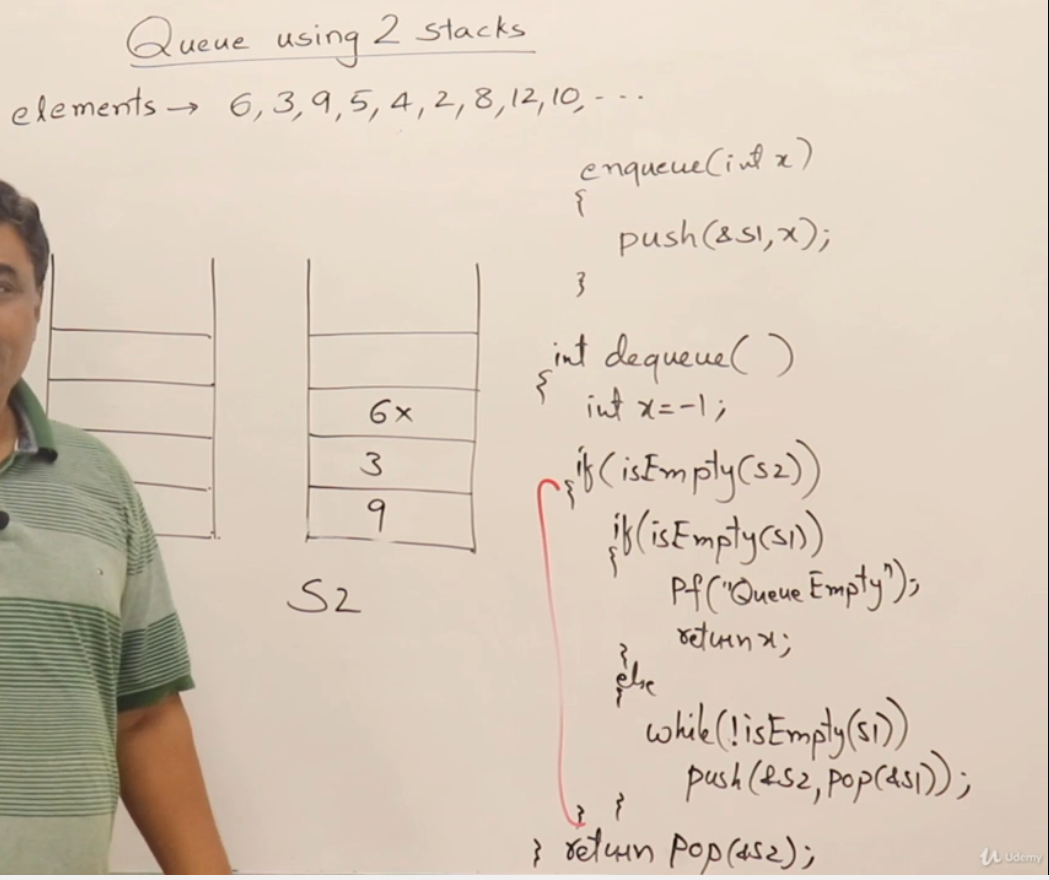 Queue using 2 stacks
elements → 6, 3, 9, 5, 4, 2, 8, 12, 10, - - -
enqueue(int x)
{
push(&S1,x);
}
6x
3
9
S2
int dequeue( )
{
int x=-1;
if(isEmpty(S2))
{
if(isEmpty(S1))
{
Pf("Queue Empty");
return x;
}
else
{
while(!isEmpty(S1))
push(&S2,pop(&S1));
} }
} return pop(&S2);
Udemy